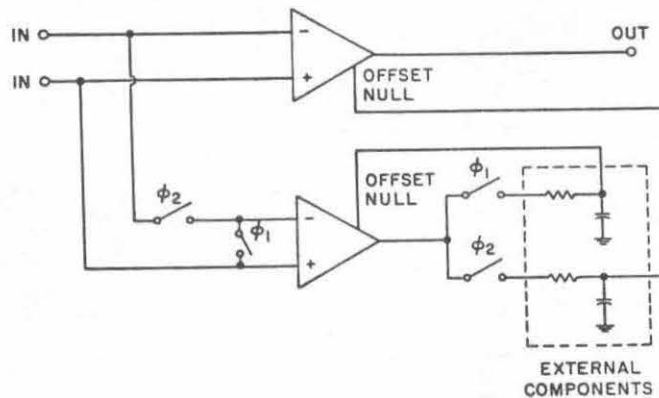 IN
OUT
IN
OFFSET
NULL
−
+
ϕ2
ϕ1
OFFSET
NULL
−
+
ϕ1
ϕ2
EXTERNAL
COMPONENTS